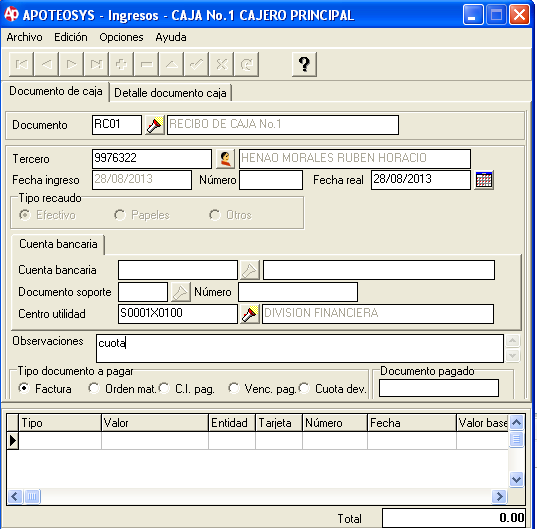 APOTEOSYS - Ingresos - CAJA No.1 CAJERO PRINCIPAL
Archivo Edición Opciones Ayuda
?
Documento de caja Detalle documento caja
Documento RC01 RECIBO DE CAJA No.1
Tercero 9976322 HENAO MORALES RUBEN HORACIO
Fecha ingreso 28/08/2013 Número Fecha real 28/08/2013
Tipo recaudo
Efectivo Papeles Otros
Cuenta bancaria
Cuenta bancaria
Documento soporte Número
Centro utilidad S0001X0100 DIVISION FINANCIERA
Observaciones cuota
Tipo documento a pagar Documento pagado
Factura Orden mat. C.I. pag. Venc. pag. Cuota dev.
Tipo Valor Entidad Tarjeta Número Fecha Valor base
Total 0.00